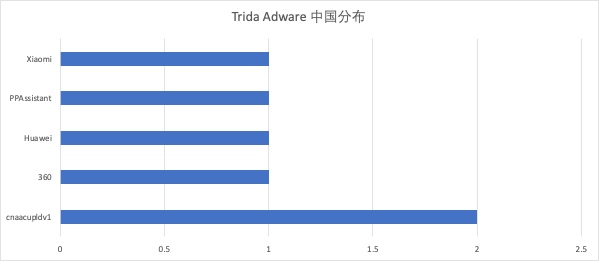 Trida Adware 中国分布
Xiaomi
PPAssistant
Huawei
360
cnaacupldv1
0 0.5 1 1.5 2 2.5